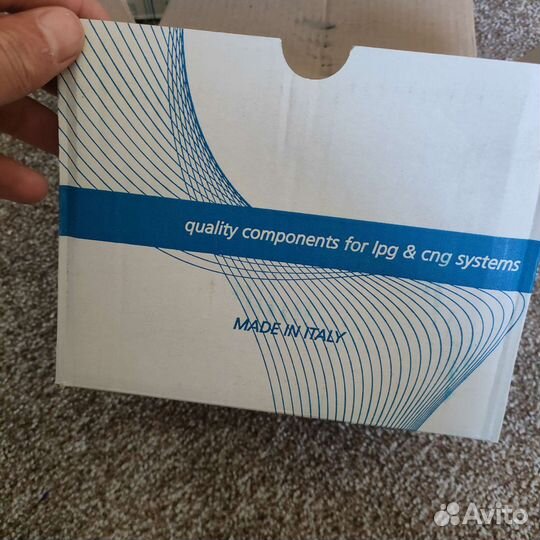 quality components for lpg & cng systems
MADE IN ITALY
Avito